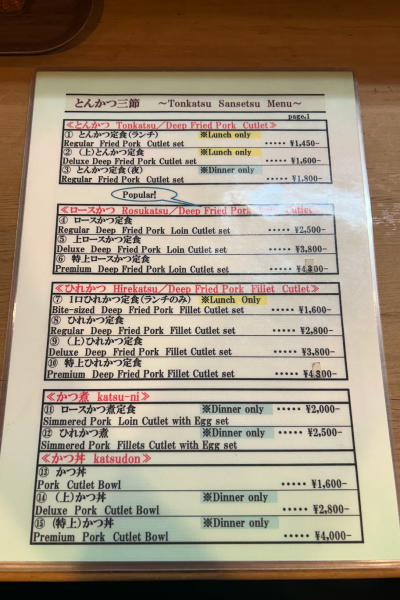 とんかつ三節 ～Tonkatsu Sansetsu Menu～
page.1
≪とんかつ Tonkatsu／Deep Fried Pork Cutlet≫
① とんかつ定食(ランチ) ※Lunch only
Regular Fried Pork Cutlet set ••••• ¥1,450-
② (上)とんかつ定食 ※Lunch only
Deluxe Deep Fried Pork Cutlet set ••••• ¥1,600-
③ とんかつ定食(夜) ※Dinner only
Regular Fried Pork Cutlet set ••••• ¥1,800-
Popular!
≪ロースかつ Rosukatsu／Deep Fried Pork Cutlet
④ ロースかつ定食
Regular Deep Fried Pork Loin Cutlet set ••••• ¥2,500-
⑤ 上ロースかつ定食
Deluxe Deep Fried Pork Loin Cutlet set ••••• ¥3,800-
⑥ 特上ロースかつ定食
Premium Deep Fried Pork Loin Cutlet set ••••• ¥4,300-
≪ひれかつ Hirekatsu／Deep Fried Pork Fillet Cutlet≫
⑦ 1口ひれかつ定食(ランチのみ) ※Lunch Only
Bite-sized Deep Fried Pork Fillet Cutlet set ••••• ¥1,600-
⑧ ひれかつ定食
Regular Deep Fried Pork Fillet Cutlet set ••••• ¥2,800-
⑨ (上)ひれかつ定食
Deluxe Deep Fried Pork Fillet Cutlet set ••••• ¥3,800-
⑩ 特上ひれかつ定食
Premium Deep Fried Pork Fillet Cutlet set ••••• ¥4,300-
≪かつ煮 katsu-ni≫
⑪ ロースかつ煮定食 ※Dinner only ••••• ¥2,000-
Simmered Pork Loin Cutlet with Egg set
⑫ ひれかつ煮 ※Dinner only ••••• ¥2,500-
Simmered Pork Fillets Cutlet with Egg set
≪かつ丼 katsudon≫
⑬ かつ丼
Pork Cutlet Bowl ••••• ¥1,600-
⑭ (上)かつ丼 ※Dinner only
Deluxe Pork Cutlet Bowl ••••• ¥2,800-
⑮ (特上)かつ丼 ※Dinner only
Premium Pork Cutlet Bowl ••••• ¥4,000-